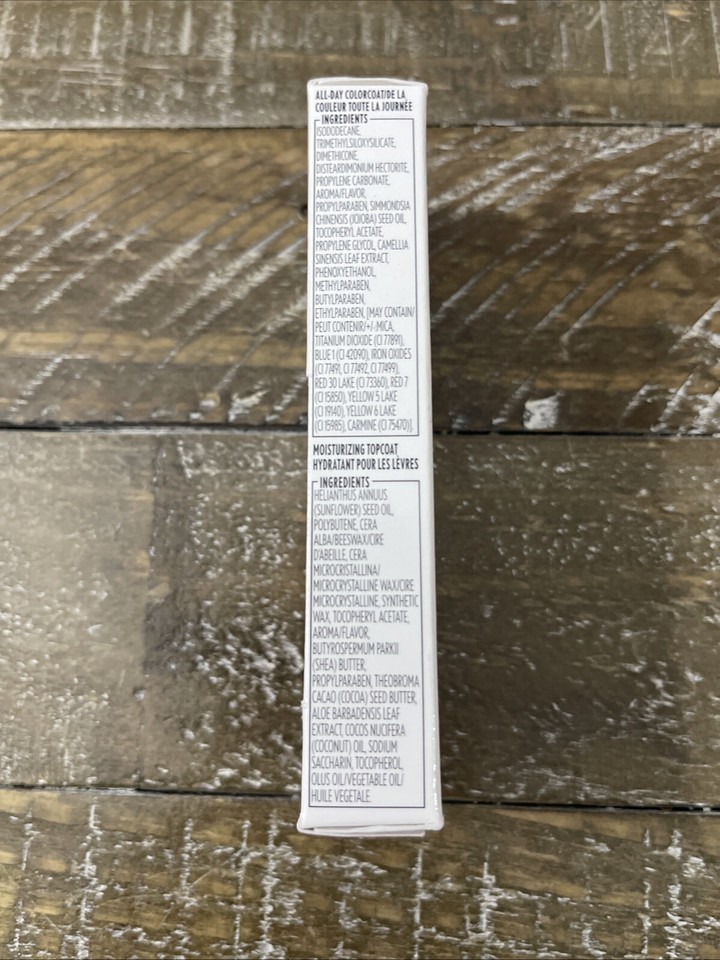 ALL-DAY COLORCOAT/DE LA
COULEUR TOUTE LA JOURNÉE
INGREDIENTS
ISODODECANE,
TRIMETHYLSILOXYSILICATE,
DIMETHICONE,
DISTEARDIMONIUM HECTORITE,
PROPYLENE CARBONATE,
AROMA/FLAVOR,
PROPYLPARABEN, SIMMONDSIA
CHINENSIS (JOJOBA) SEED OIL,
TOCOPHERYL ACETATE,
PROPYLENE GLYCOL, CAMELLIA
SINENSIS LEAF EXTRACT,
PHENOXYETHANOL,
METHYLPARABEN,
BUTYLPARABEN,
ETHYLPARABEN, [MAY CONTAIN/
PEUT CONTENIR/+/-:MICA,
TITANIUM DIOXIDE (CI 77891),
BLUE 1 (CI 42090), IRON OXIDES
(CI 77491, CI 77492, CI 77499),
RED 30 LAKE (CI 73360), RED 7
(CI 15850), YELLOW 5 LAKE
(CI 19140), YELLOW 6 LAKE
(CI 15985), CARMINE (CI 75470)].
MOISTURIZING TOPCOAT
HYDRATANT POUR LES LÈVRES
INGREDIENTS
HELIANTHUS ANNUUS
(SUNFLOWER) SEED OIL,
POLYBUTENE, CERA
ALBA/BEESWAX/CIRE
D'ABEILLE, CERA
MICROCRISTALLINA/
MICROCRYSTALLINE WAX/CIRE
MICROCRYSTALLINE, SYNTHETIC
WAX, TOCOPHERYL ACETATE,
AROMA/FLAVOR,
BUTYROSPERMUM PARKII
(SHEA) BUTTER,
PROPYLPARABEN, THEOBROMA
CACAO (COCOA) SEED BUTTER,
ALOE BARBADENSIS LEAF
EXTRACT, COCOS NUCIFERA
(COCONUT) OIL, SODIUM
SACCHARIN, TOCOPHEROL,
OLUS OIL/VEGETABLE OIL/
HUILE VEGETALE.